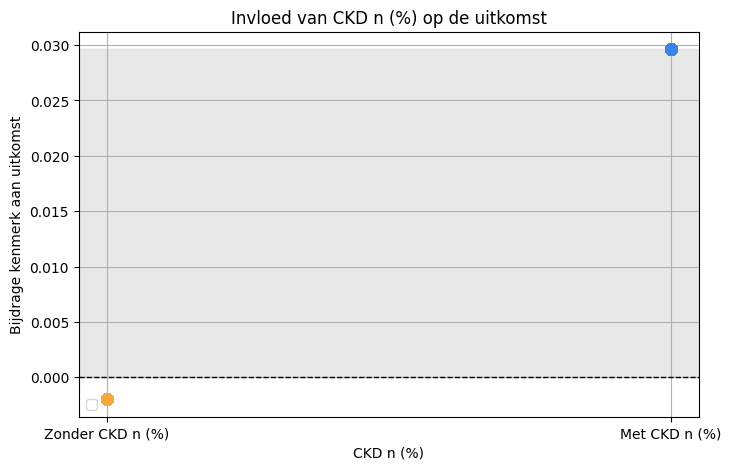 Invloed van CKD n (%) op de uitkomst
Bijdrage kenmerk aan uitkomst
0.030
0.025
0.020
0.015
0.010
0.005
0.000
Zonder CKD n (%)
Met CKD n (%)
CKD n (%)